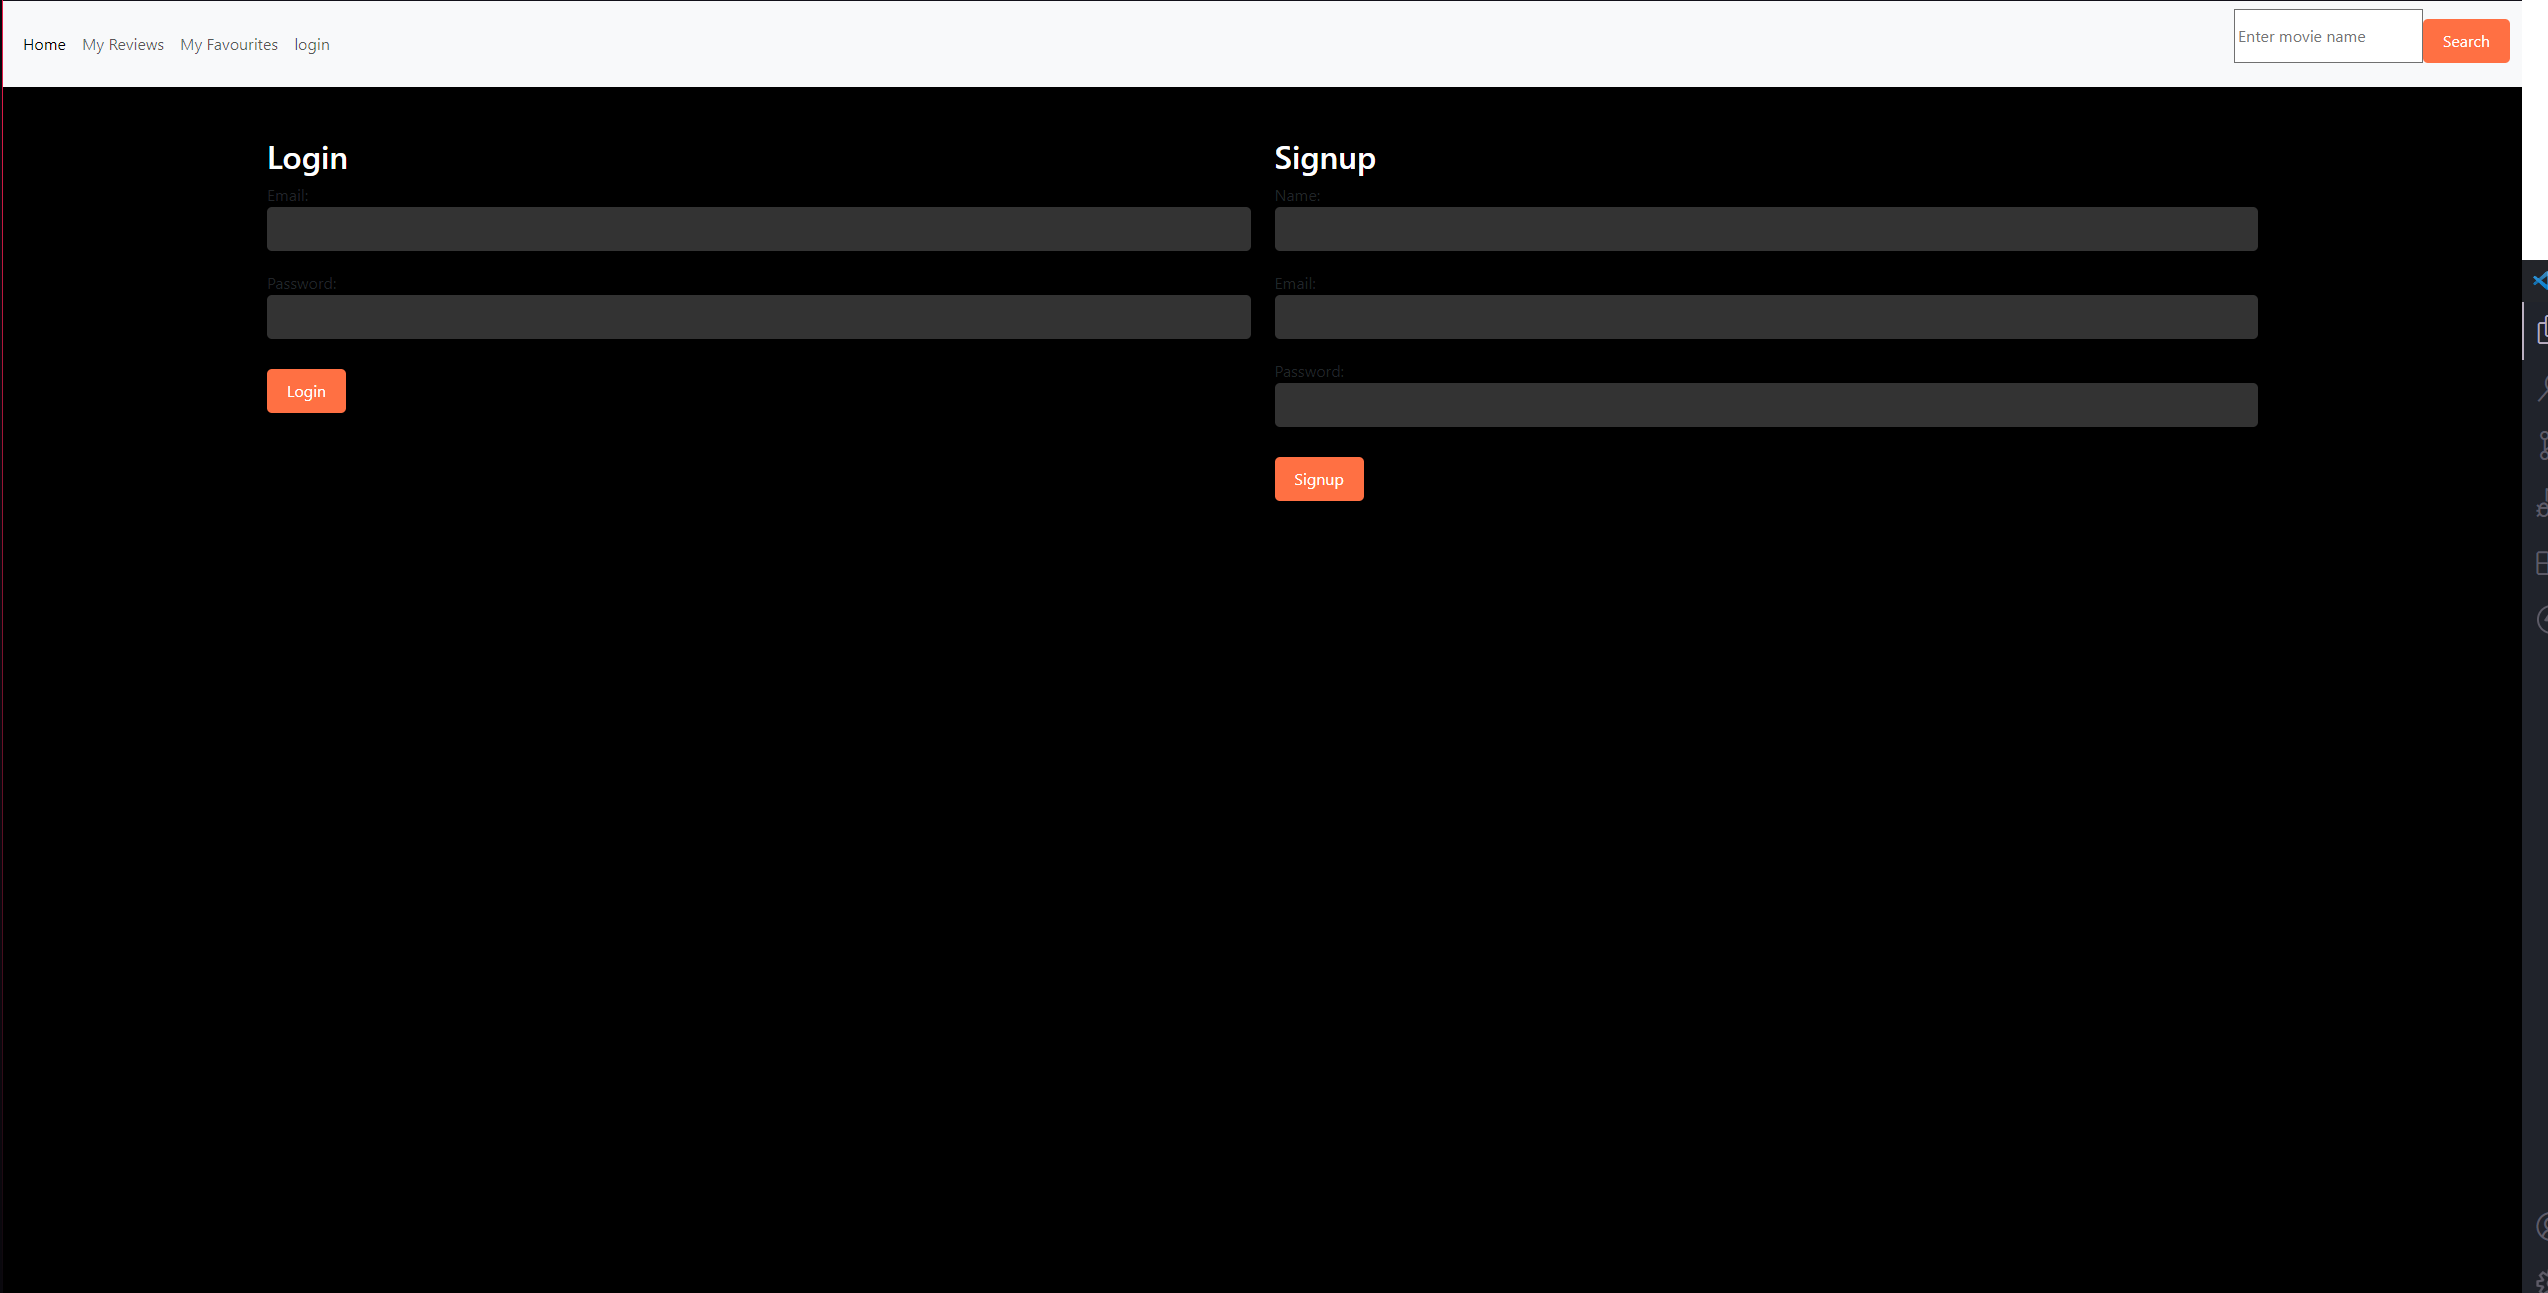 Home My Reviews My Favourites login
Enter movie name Search
Login
Email:
Password:
Login
Signup
Name:
Email:
Password:
Signup